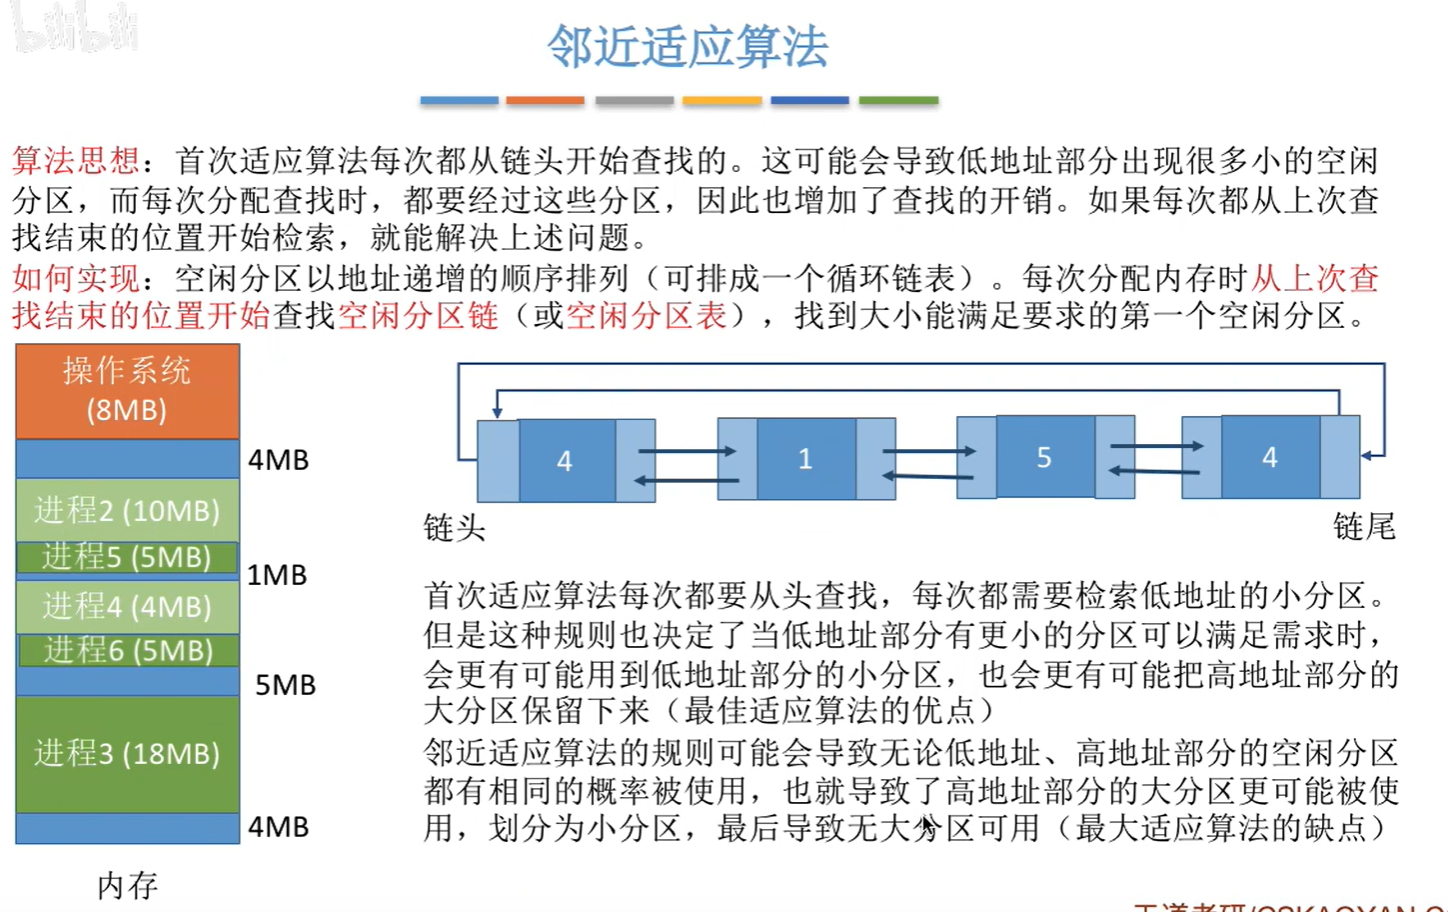 bilibili
邻近适应算法
算法思想：首次适应算法每次都从链头开始查找的。这可能会导致低地址部分出现很多小的空闲
分区，而每次分配查找时，都要经过这些分区，因此也增加了查找的开销。如果每次都从上次查
找结束的位置开始检索，就能解决上述问题。
如何实现：空闲分区以地址递增的顺序排列（可排成一个循环链表）。每次分配内存时从上次查
找结束的位置开始查找空闲分区链（或空闲分区表），找到大小能满足要求的第一个空闲分区。
操作系统
(8MB)
4MB
进程2 (10MB)
进程5 (5MB)
1MB
进程4 (4MB)
进程6 (5MB)
5MB
进程3 (18MB)
4MB
内存
4 1 5 4
链头 链尾
首次适应算法每次都要从头查找，每次都需要检索低地址的小分区。
但是这种规则也决定了当低地址部分有更小的分区可以满足需求时，
会更有可能用到低地址部分的小分区，也会更有可能把高地址部分的
大分区保留下来（最佳适应算法的优点）
邻近适应算法的规则可能会导致无论低地址、高地址部分的空闲分区
都有相同的概率被使用，也就导致了高地址部分的大分区更可能被使
用，划分为小分区，最后导致无大分区可用（最大适应算法的缺点）